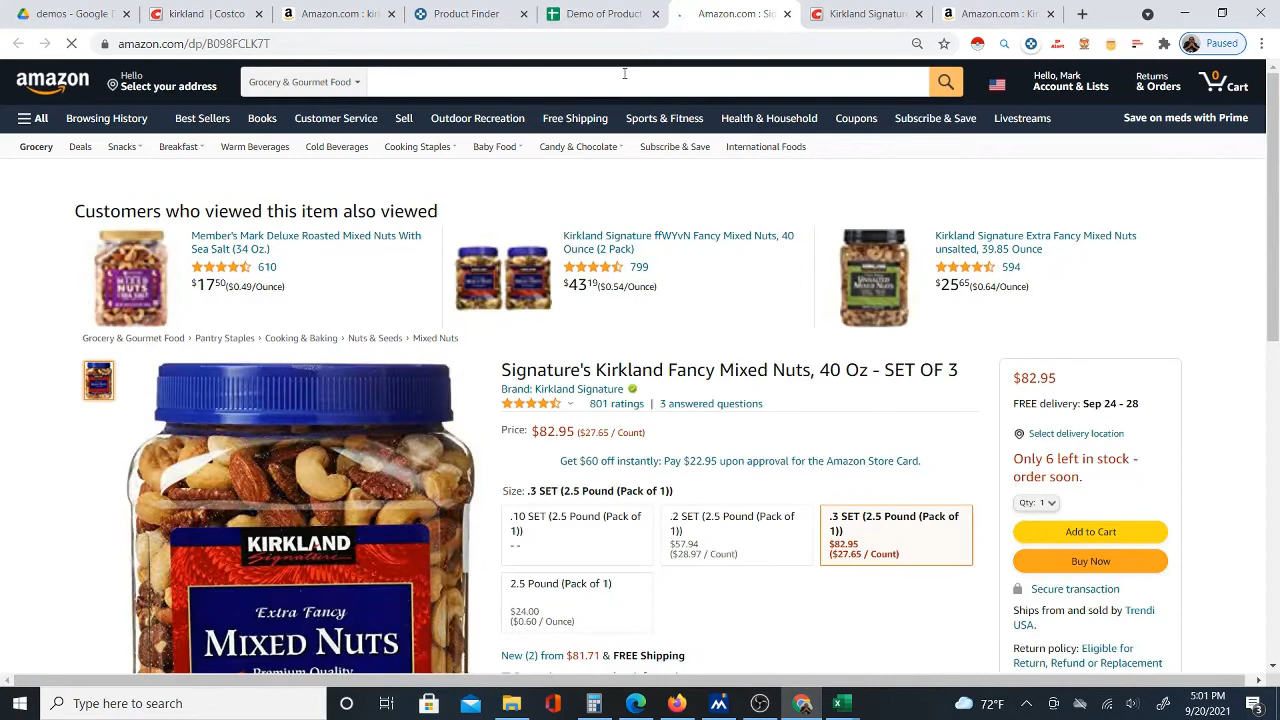 demos - Google D
kirkland | Costo
Amazon.com : kirk
Product Finder
Demo of Product
Amazon.com : Sig
Kirkland Signature
Amazon.com : Kirk
amazon.com/dp/B098FCLK7T
Paused
amazon
Hello
Select your address
Grocery & Gourmet Food
Hello, Mark
Account & Lists
Returns
& Orders
0
Cart
All
Browsing History
Best Sellers
Books
Customer Service
Sell
Outdoor Recreation
Free Shipping
Sports & Fitness
Health & Household
Coupons
Subscribe & Save
Livestreams
Save on meds with Prime
Grocery
Deals
Snacks
Breakfast
Warm Beverages
Cold Beverages
Cooking Staples
Baby Food
Candy & Chocolate
Subscribe & Save
International Foods
Customers who viewed this item also viewed
Member's Mark Deluxe Roasted Mixed Nuts With
Sea Salt (34 Oz.)
610
$17⁵⁰($0.49/Ounce)
Kirkland Signature ffWYvN Fancy Mixed Nuts, 40
Ounce (2 Pack)
799
$43¹⁹($0.54/Ounce)
Kirkland Signature Extra Fancy Mixed Nuts
unsalted, 39.85 Ounce
594
$25⁶⁵($0.64/Ounce)
Grocery & Gourmet Food › Pantry Staples › Cooking & Baking › Nuts & Seeds › Mixed Nuts
Signature's Kirkland Fancy Mixed Nuts, 40 Oz - SET OF 3
Brand: Kirkland Signature
801 ratings | 3 answered questions
Price: $82.95 ($27.65 / Count)
Get $60 off instantly: Pay $22.95 upon approval for the Amazon Store Card.
Size: .3 SET (2.5 Pound (Pack of 1))
.10 SET (2.5 Pound (Pack of
1))
- -
.2 SET (2.5 Pound (Pack of
1))
$57.94
($28.97 / Count)
.3 SET (2.5 Pound (Pack of
1))
$82.95
($27.65 / Count)
2.5 Pound (Pack of 1)
$24.00
($0.60 / Ounce)
New (2) from $81.71 & FREE Shipping
$82.95
FREE delivery: Sep 24 - 28
Select delivery location
Only 6 left in stock -
order soon.
Qty: 1
Add to Cart
Buy Now
Secure transaction
Ships from and sold by Trendi
USA.
Return policy: Eligible for
Return, Refund or Replacement
KIRKLAND
Signature
Extra Fancy
MIXED NUTS
Premium Quality
Type here to search
72°F
5:01 PM
9/20/2021
3